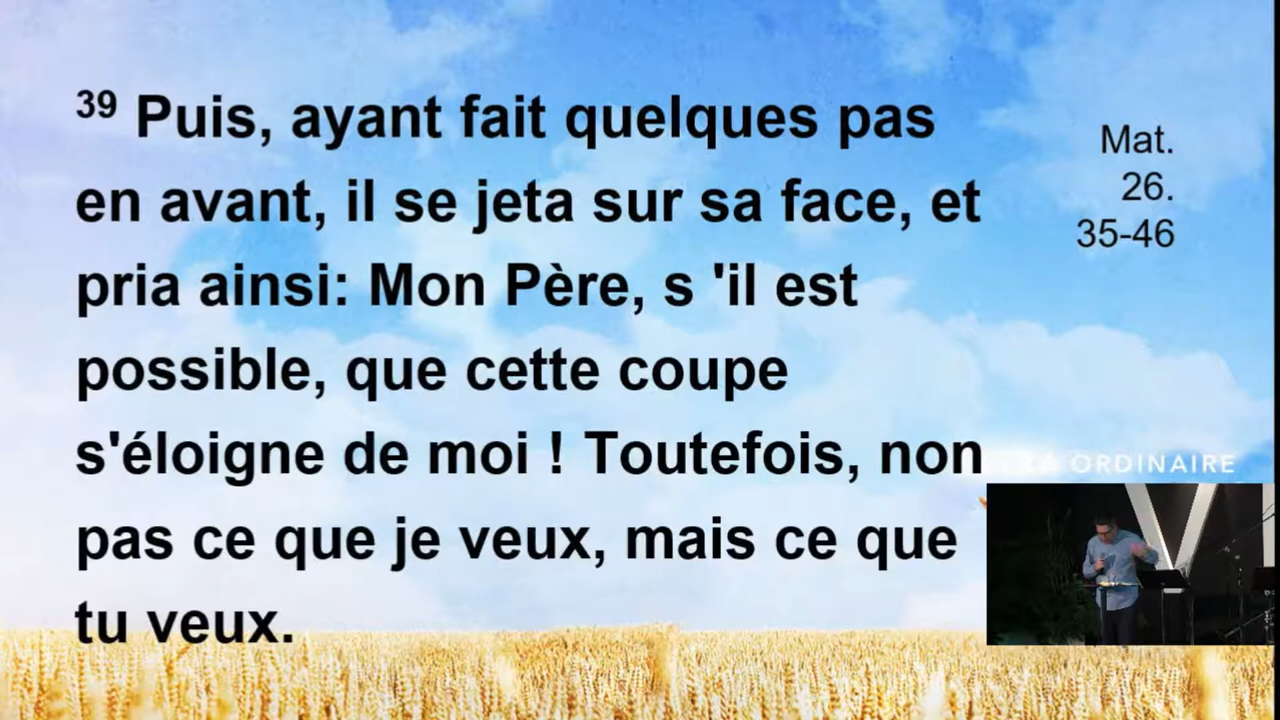 39 Puis, ayant fait quelques pas
en avant, il se jeta sur sa face, et
pria ainsi: Mon Père, s 'il est
possible, que cette coupe
s'éloigne de moi ! Toutefois, non
pas ce que je veux, mais ce que
tu veux.
Mat.
26.
35-46
ORDINAIRE